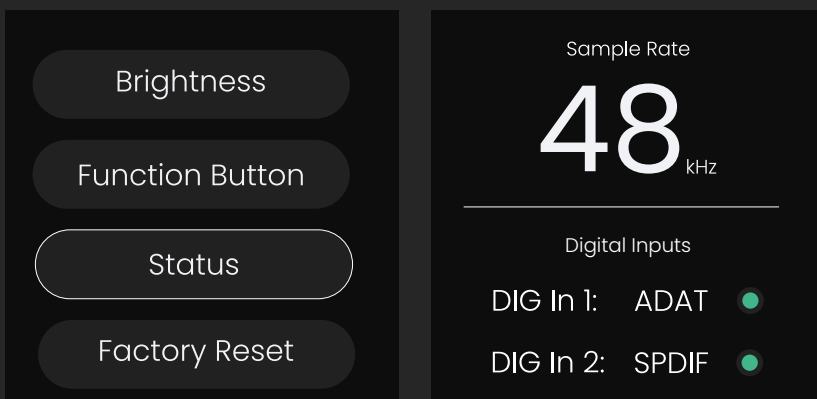 Brightness
Function Button
Status
Factory Reset
Sample Rate
48 kHz
Digital Inputs
DIG In 1: ADAT
DIG In 2: SPDIF